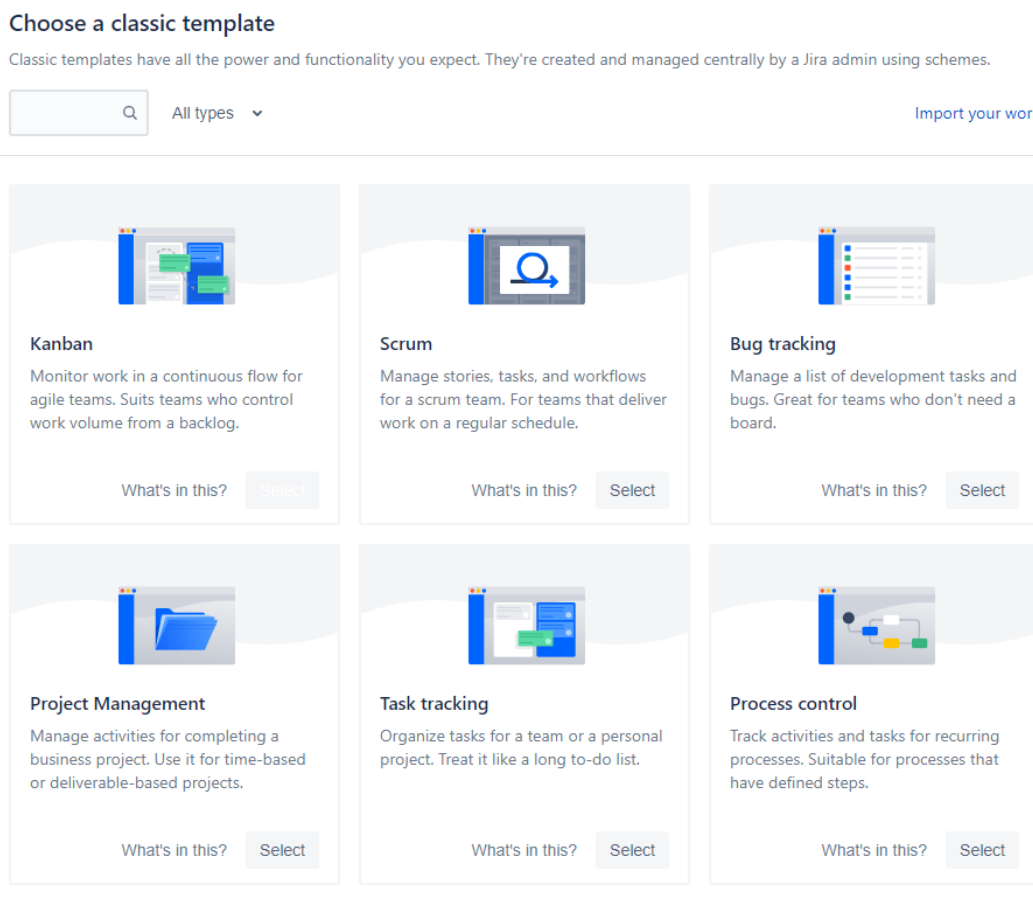 Choose a classic template
Classic templates have all the power and functionality you expect. They're created and managed centrally by a Jira admin using schemes.
All types
Import your wor
Kanban
Monitor work in a continuous flow for
agile teams. Suits teams who control
work volume from a backlog.
What's in this?
Select
Scrum
Manage stories, tasks, and workflows
for a scrum team. For teams that deliver
work on a regular schedule.
What's in this?
Select
Bug tracking
Manage a list of development tasks and
bugs. Great for teams who don't need a
board.
What's in this?
Select
Project Management
Manage activities for completing a
business project. Use it for time-based
or deliverable-based projects.
What's in this?
Select
Task tracking
Organize tasks for a team or a personal
project. Treat it like a long to-do list.
What's in this?
Select
Process control
Track activities and tasks for recurring
processes. Suitable for processes that
have defined steps.
What's in this?
Select